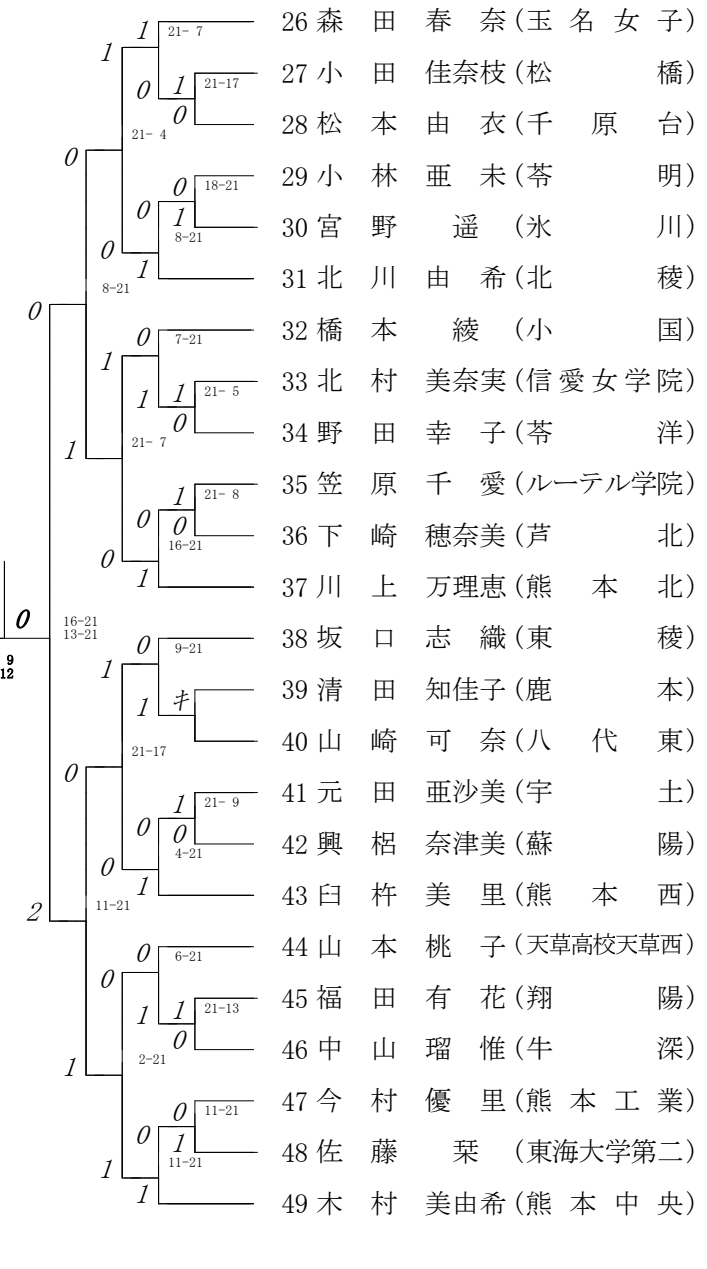 1 21- 7 26 森 田 春 奈 (玉 名 女 子)
1
0 1 21-17 27 小 田 佳奈枝 (松 橋)
0 28 松 本 由 衣 (千 原 台)
21- 4
0
0 18-21 29 小 林 亜 未 (苓 明)
0 1 30 宮 野 遥 (氷 川)
8-21
0
1 31 北 川 由 希 (北 稜)
8-21
0
0 7-21 32 橋 本 綾 (小 国)
1
1 1 21- 5 33 北 村 美奈実 (信愛女学院)
0 34 野 田 幸 子 (苓 洋)
21- 7
1
1 21- 8 35 笠 原 千 愛 (ルーテル学院)
0 0 36 下 崎 穂奈美 (芦 北)
16-21
0
1 37 川 上 万理恵 (熊 本 北)
0 16-21
13-21
9
12
0 9-21 38 坂 口 志 織 (東 稜)
1
1 キ 39 清 田 知佳子 (鹿 本)
40 山 崎 可 奈 (八 代 東)
21-17
0
1 21- 9 41 元 田 亜沙美 (宇 土)
0 0 42 興 梠 奈津美 (蘇 陽)
4-21
0
1 43 臼 杵 美 里 (熊 本 西)
2 11-21
0 6-21 44 山 本 桃 子 (天草高校天草西)
0
1 1 21-13 45 福 田 有 花 (翔 陽)
0 46 中 山 瑠 惟 (牛 深)
2-21
1
0 11-21 47 今 村 優 里 (熊 本 工 業)
0 1 48 佐 藤 栞 (東海大学第二)
11-21
1
1 49 木 村 美由希 (熊 本 中 央)